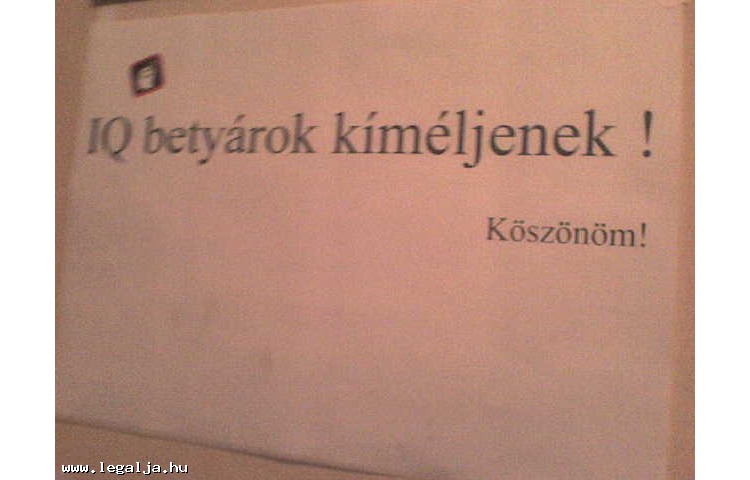 IQ betyárok kíméljenek !
Köszönöm!
www.legalja.hu